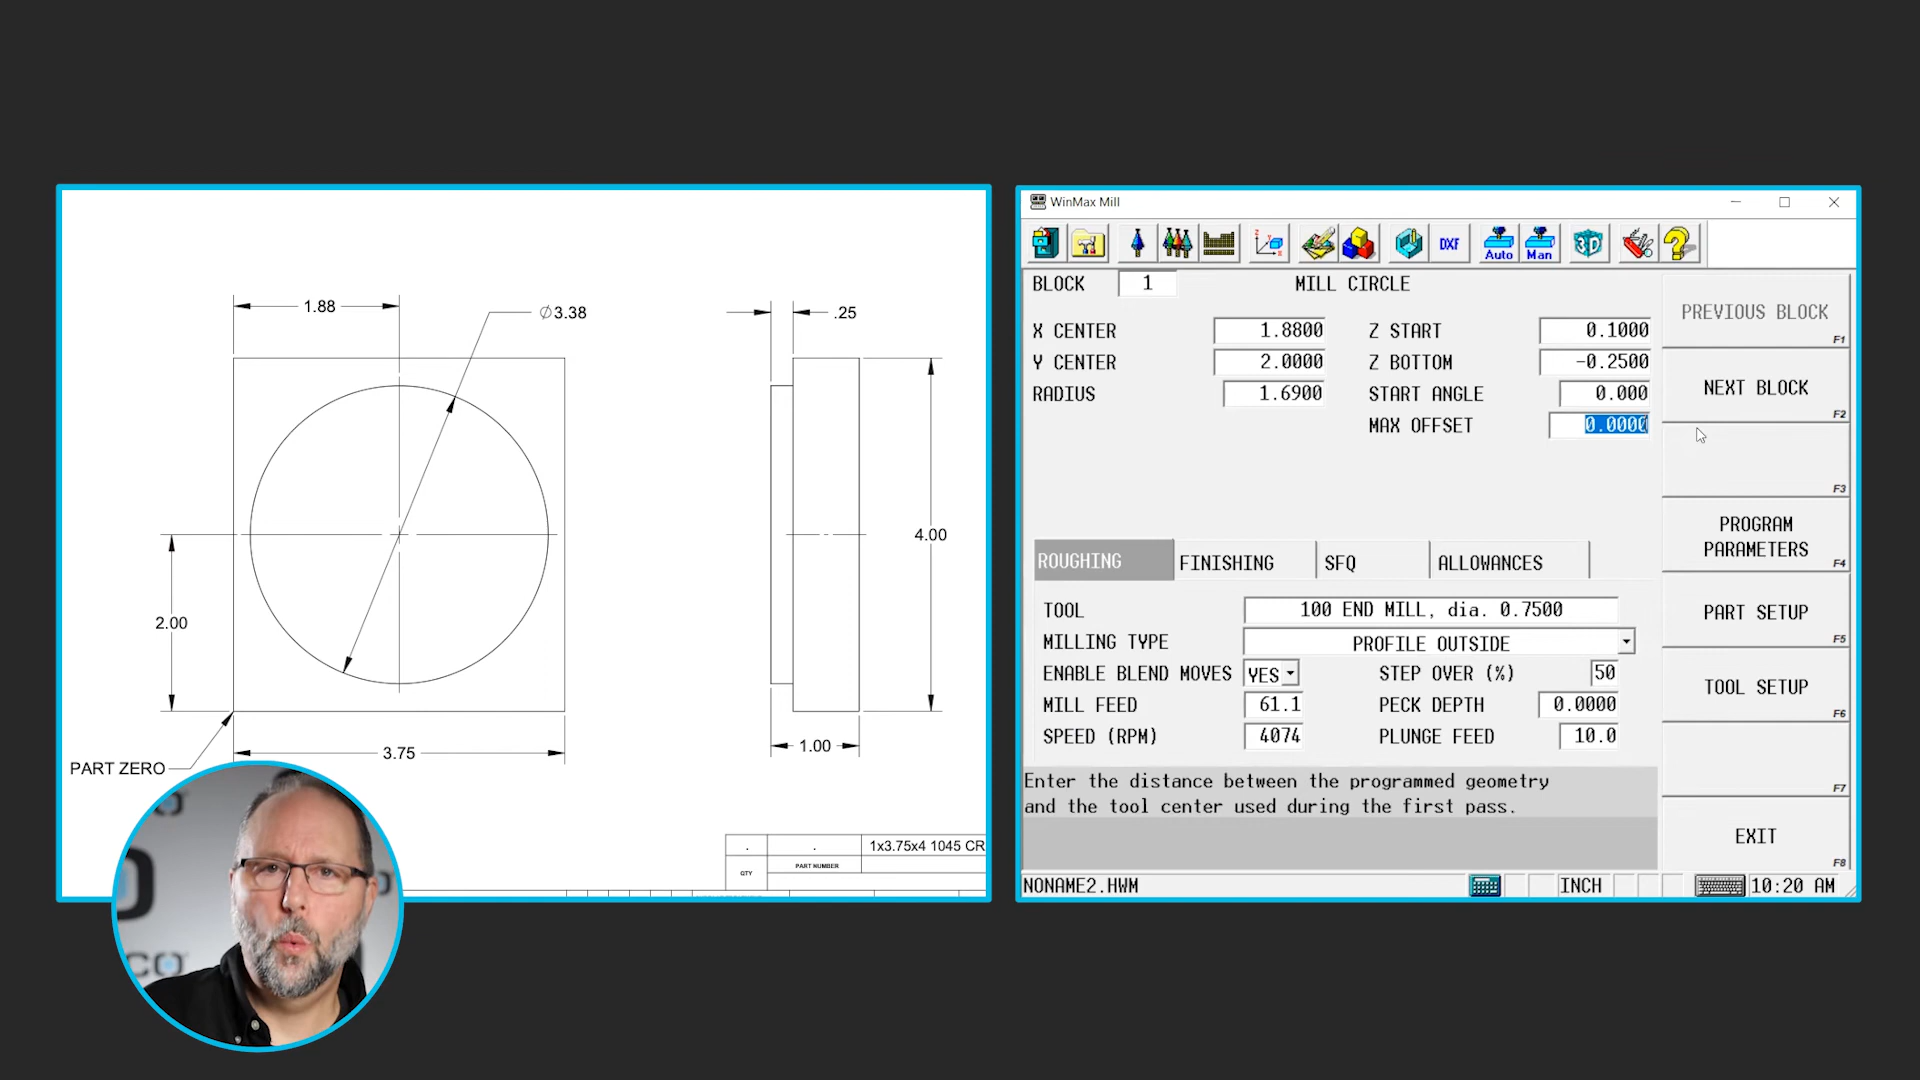 1.88
Ø3.38
.25
4.00
2.00
1.00
3.75
PART ZERO
. . 1x3.75x4 1045 CR
QTY PART NUMBER
WinMax Mill
DXF Auto Man 3D
BLOCK 1 MILL CIRCLE
X CENTER 1.8800 Z START 0.1000
Y CENTER 2.0000 Z BOTTOM -0.2500
RADIUS 1.6900 START ANGLE 0.000
MAX OFFSET 0.0000
ROUGHING FINISHING SFQ ALLOWANCES
TOOL 100 END MILL, dia. 0.7500
MILLING TYPE PROFILE OUTSIDE
ENABLE BLEND MOVES YES STEP OVER (%) 50
MILL FEED 61.1 PECK DEPTH 0.0000
SPEED (RPM) 4074 PLUNGE FEED 10.0
Enter the distance between the programmed geometry
and the tool center used during the first pass.
NONAME2.HWM INCH 10:20 AM
PREVIOUS BLOCK
F1
NEXT BLOCK
F2
F3
PROGRAM
PARAMETERS
F4
PART SETUP
F5
TOOL SETUP
F6
F7
EXIT
F8
CO